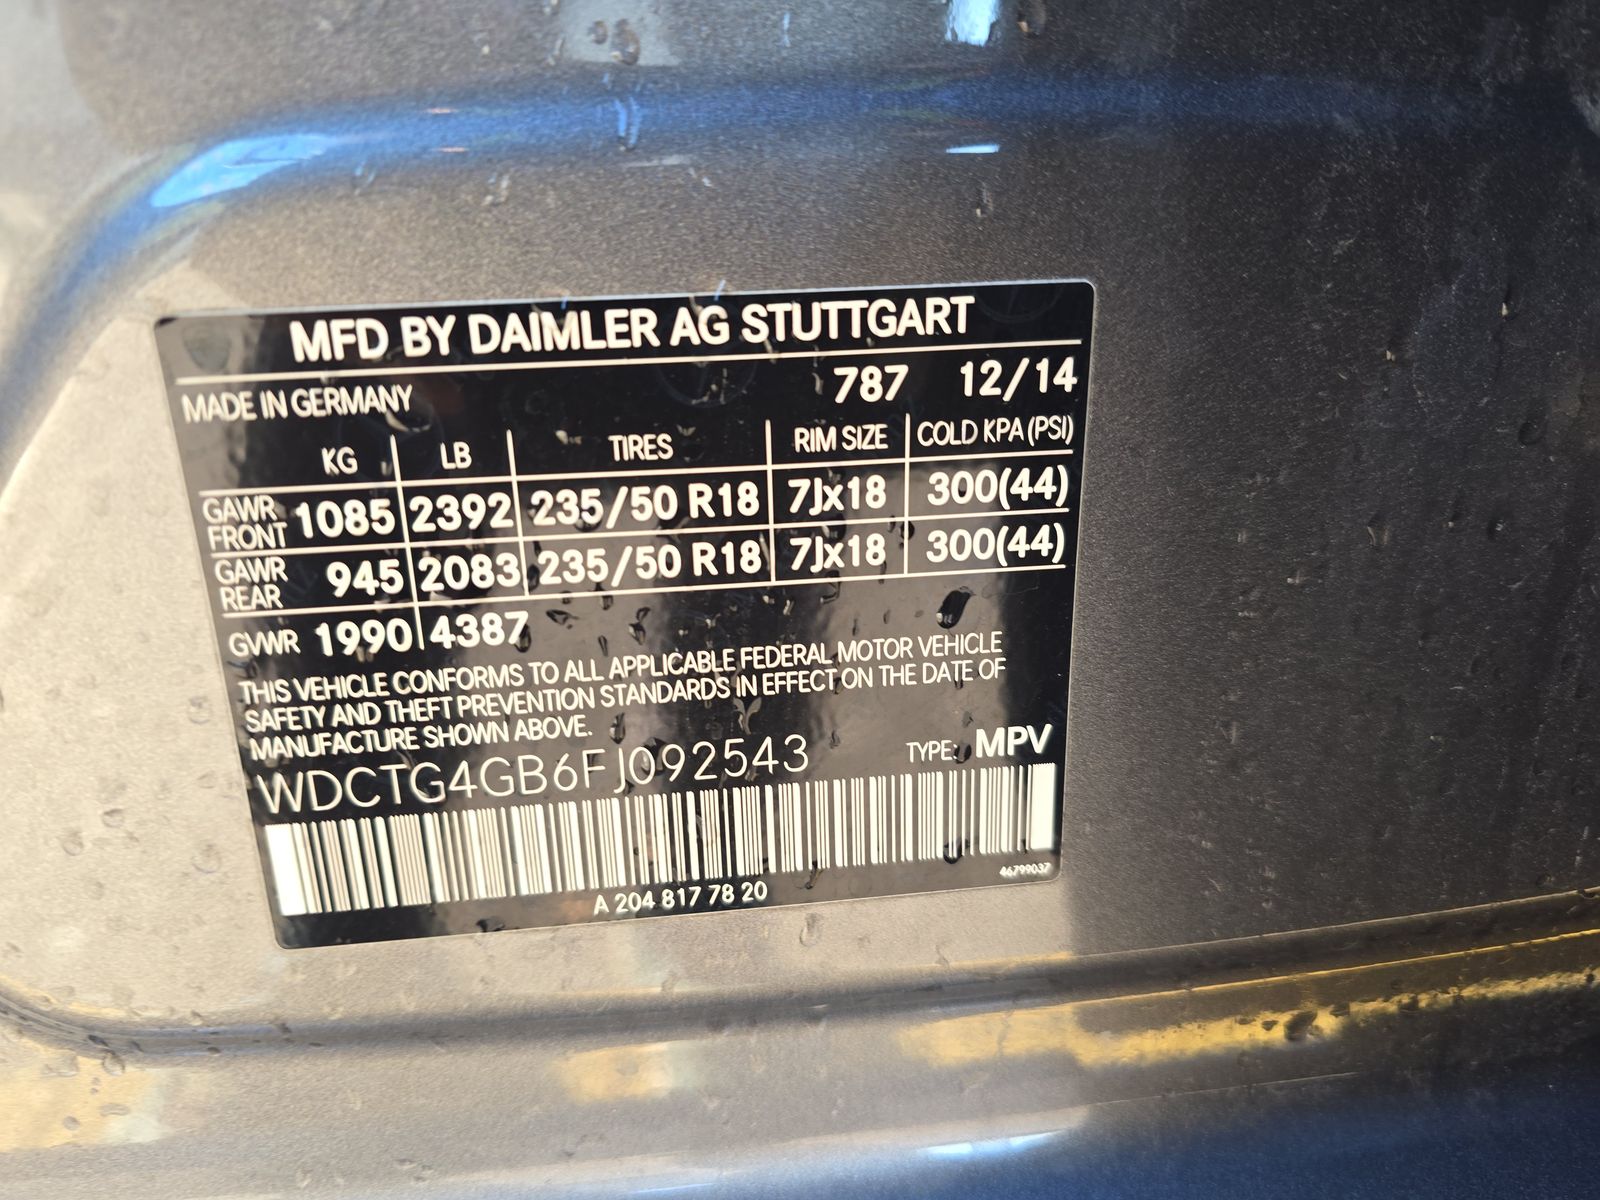 MFD BY DAIMLER AG STUTTGART
MADE IN GERMANY 787 12/14
KG LB TIRES RIM SIZE COLD KPA (PSI)
GAWR FRONT 1085 2392 235/50 R18 7Jx18 300(44)
GAWR REAR 945 2083 235/50 R18 7Jx18 300(44)
GVWR 1990 4387
THIS VEHICLE CONFORMS TO ALL APPLICABLE FEDERAL MOTOR VEHICLE
SAFETY AND THEFT PREVENTION STANDARDS IN EFFECT ON THE DATE OF
MANUFACTURE SHOWN ABOVE.
WDCTG4GB6FJ092543 TYPE: MPV
46799037
A 204 817 78 20